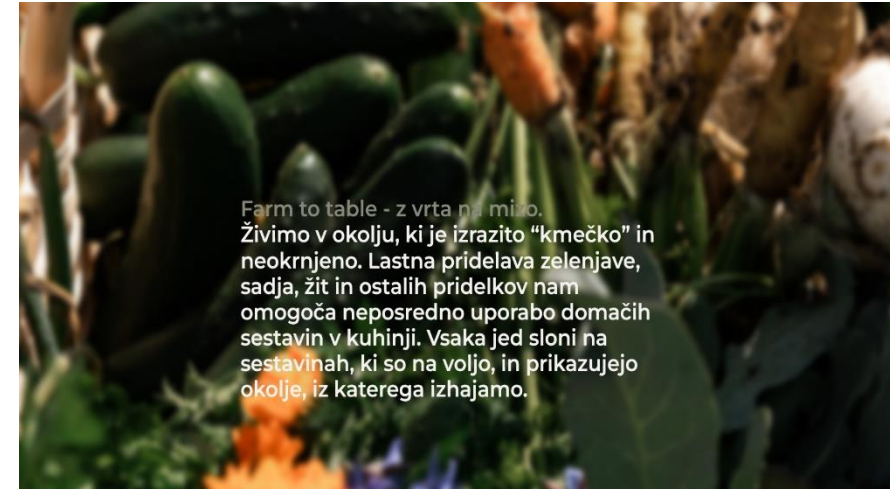 Farm to table - z vrta na mizo.
Živimo v okolju, ki je izrazito “kmečko” in
neokrnjeno. Lastna pridelava zelenjave,
sadja, žit in ostalih pridelkov nam
omogoča neposredno uporabo domačih
sestavin v kuhinji. Vsaka jed sloni na
sestavinah, ki so na voljo, in prikazujejo
okolje, iz katerega izhajamo.